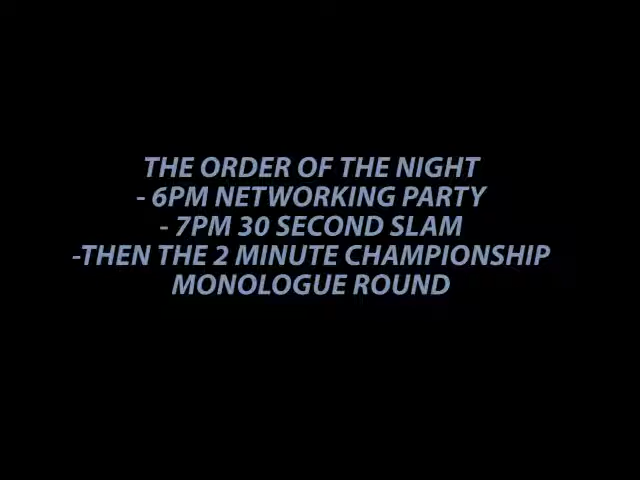 THE ORDER OF THE NIGHT
- 6PM NETWORKING PARTY
- 7PM 30 SECOND SLAM
-THEN THE 2 MINUTE CHAMPIONSHIP
MONOLOGUE ROUND